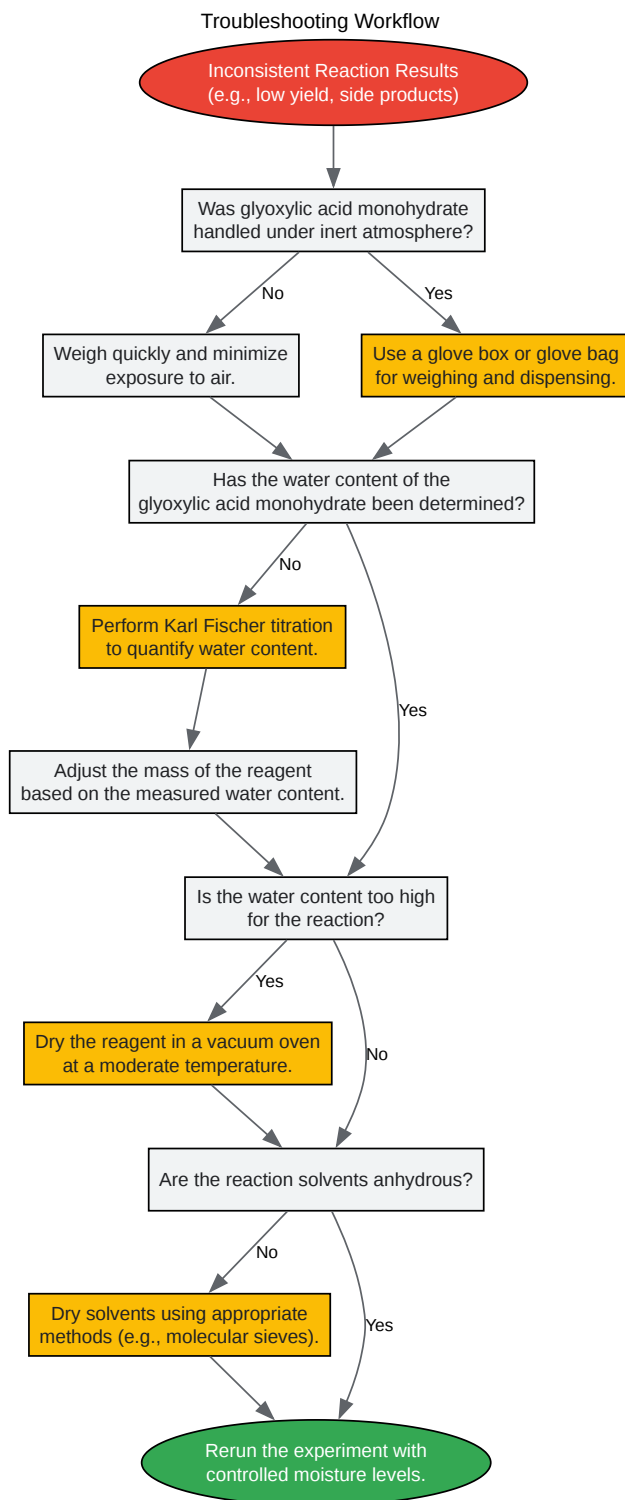 Troubleshooting Workflow
Inconsistent Reaction Results
(e.g., low yield, side products)
Was glyoxylic acid monohydrate
handled under inert atmosphere?
No
Yes
Weigh quickly and minimize
exposure to air.
Use a glove box or glove bag
for weighing and dispensing.
Has the water content of the
glyoxylic acid monohydrate been determined?
No
Perform Karl Fischer titration
to quantify water content.
Yes
Adjust the mass of the reagent
based on the measured water content.
Is the water content too high
for the reaction?
Yes
Dry the reagent in a vacuum oven
at a moderate temperature.
No
Are the reaction solvents anhydrous?
No
Dry solvents using appropriate
methods (e.g., molecular sieves).
Yes
Rerun the experiment with
controlled moisture levels.